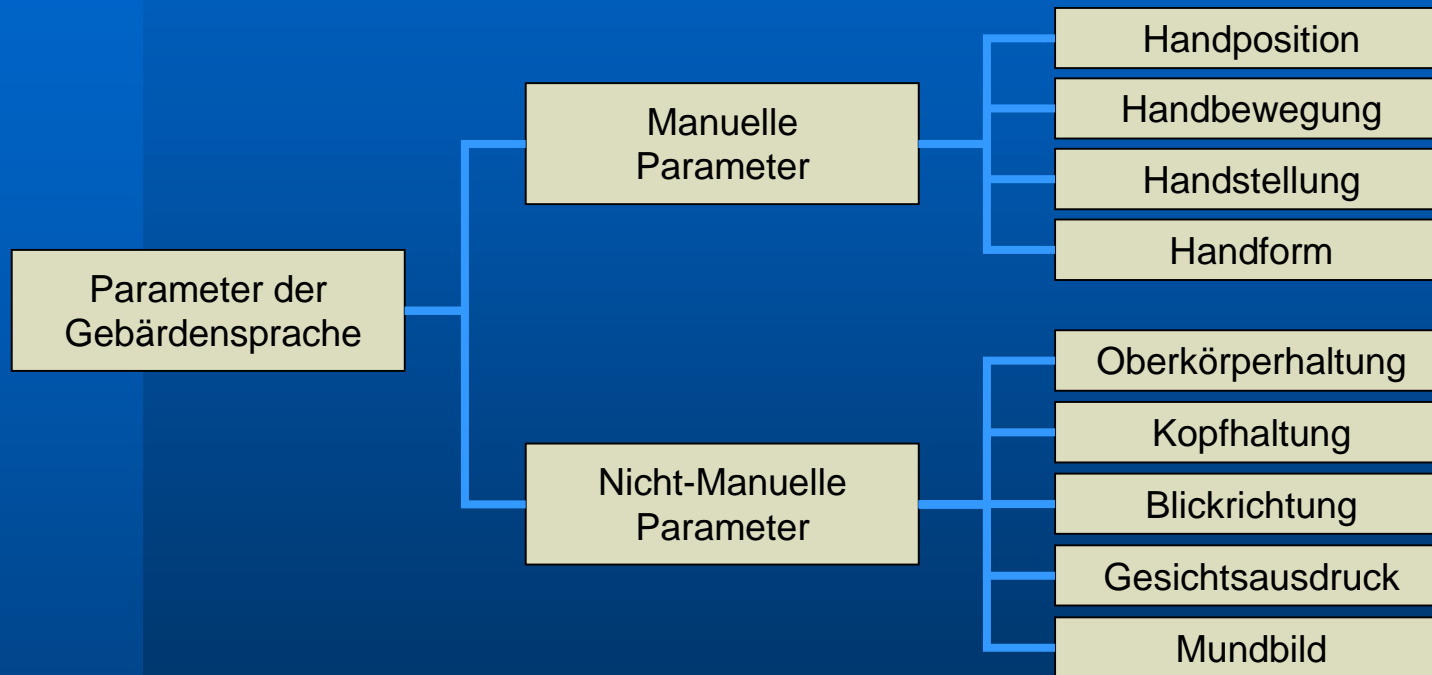 Parameter der
Gebärdensprache
Manuelle
Parameter
Handposition
Handbewegung
Handstellung
Handform
Nicht-Manuelle
Parameter
Oberkörperhaltung
Kopfhaltung
Blickrichtung
Gesichtsausdruck
Mundbild